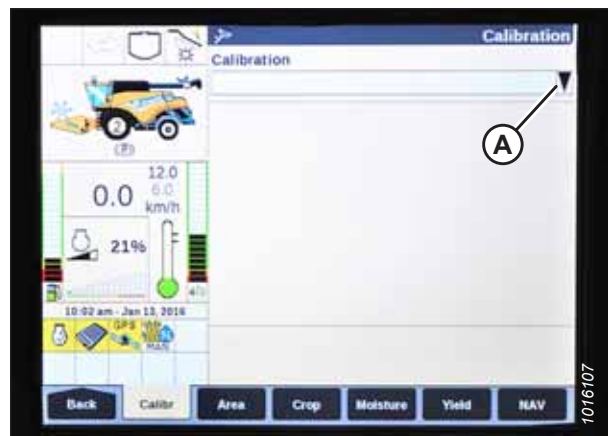 Calibration
Calibration
A
2
(P)
12.0
0.0 6.0
km/h
21%
10:02 am - Jan 13, 2016
GPS
MAN
Back Calibr Area Crop Moisture Yield NAV
1016107